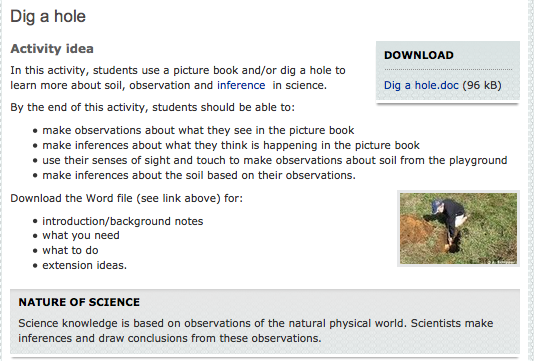 Dig a hole
Activity idea
In this activity, students use a picture book and/or dig a hole to
learn more about soil, observation and inference in science.
DOWNLOAD
Dig a hole.doc (96 kB)
By the end of this activity, students should be able to:
• make observations about what they see in the picture book
• make inferences about what they think is happening in the picture book
• use their senses of sight and touch to make observations about soil from the playground
• make inferences about the soil based on their observations.
Download the Word file (see link above) for:
• introduction/background notes
• what you need
• what to do
• extension ideas.
NATURE OF SCIENCE
Science knowledge is based on observations of the natural physical world. Scientists make
inferences and draw conclusions from these observations.